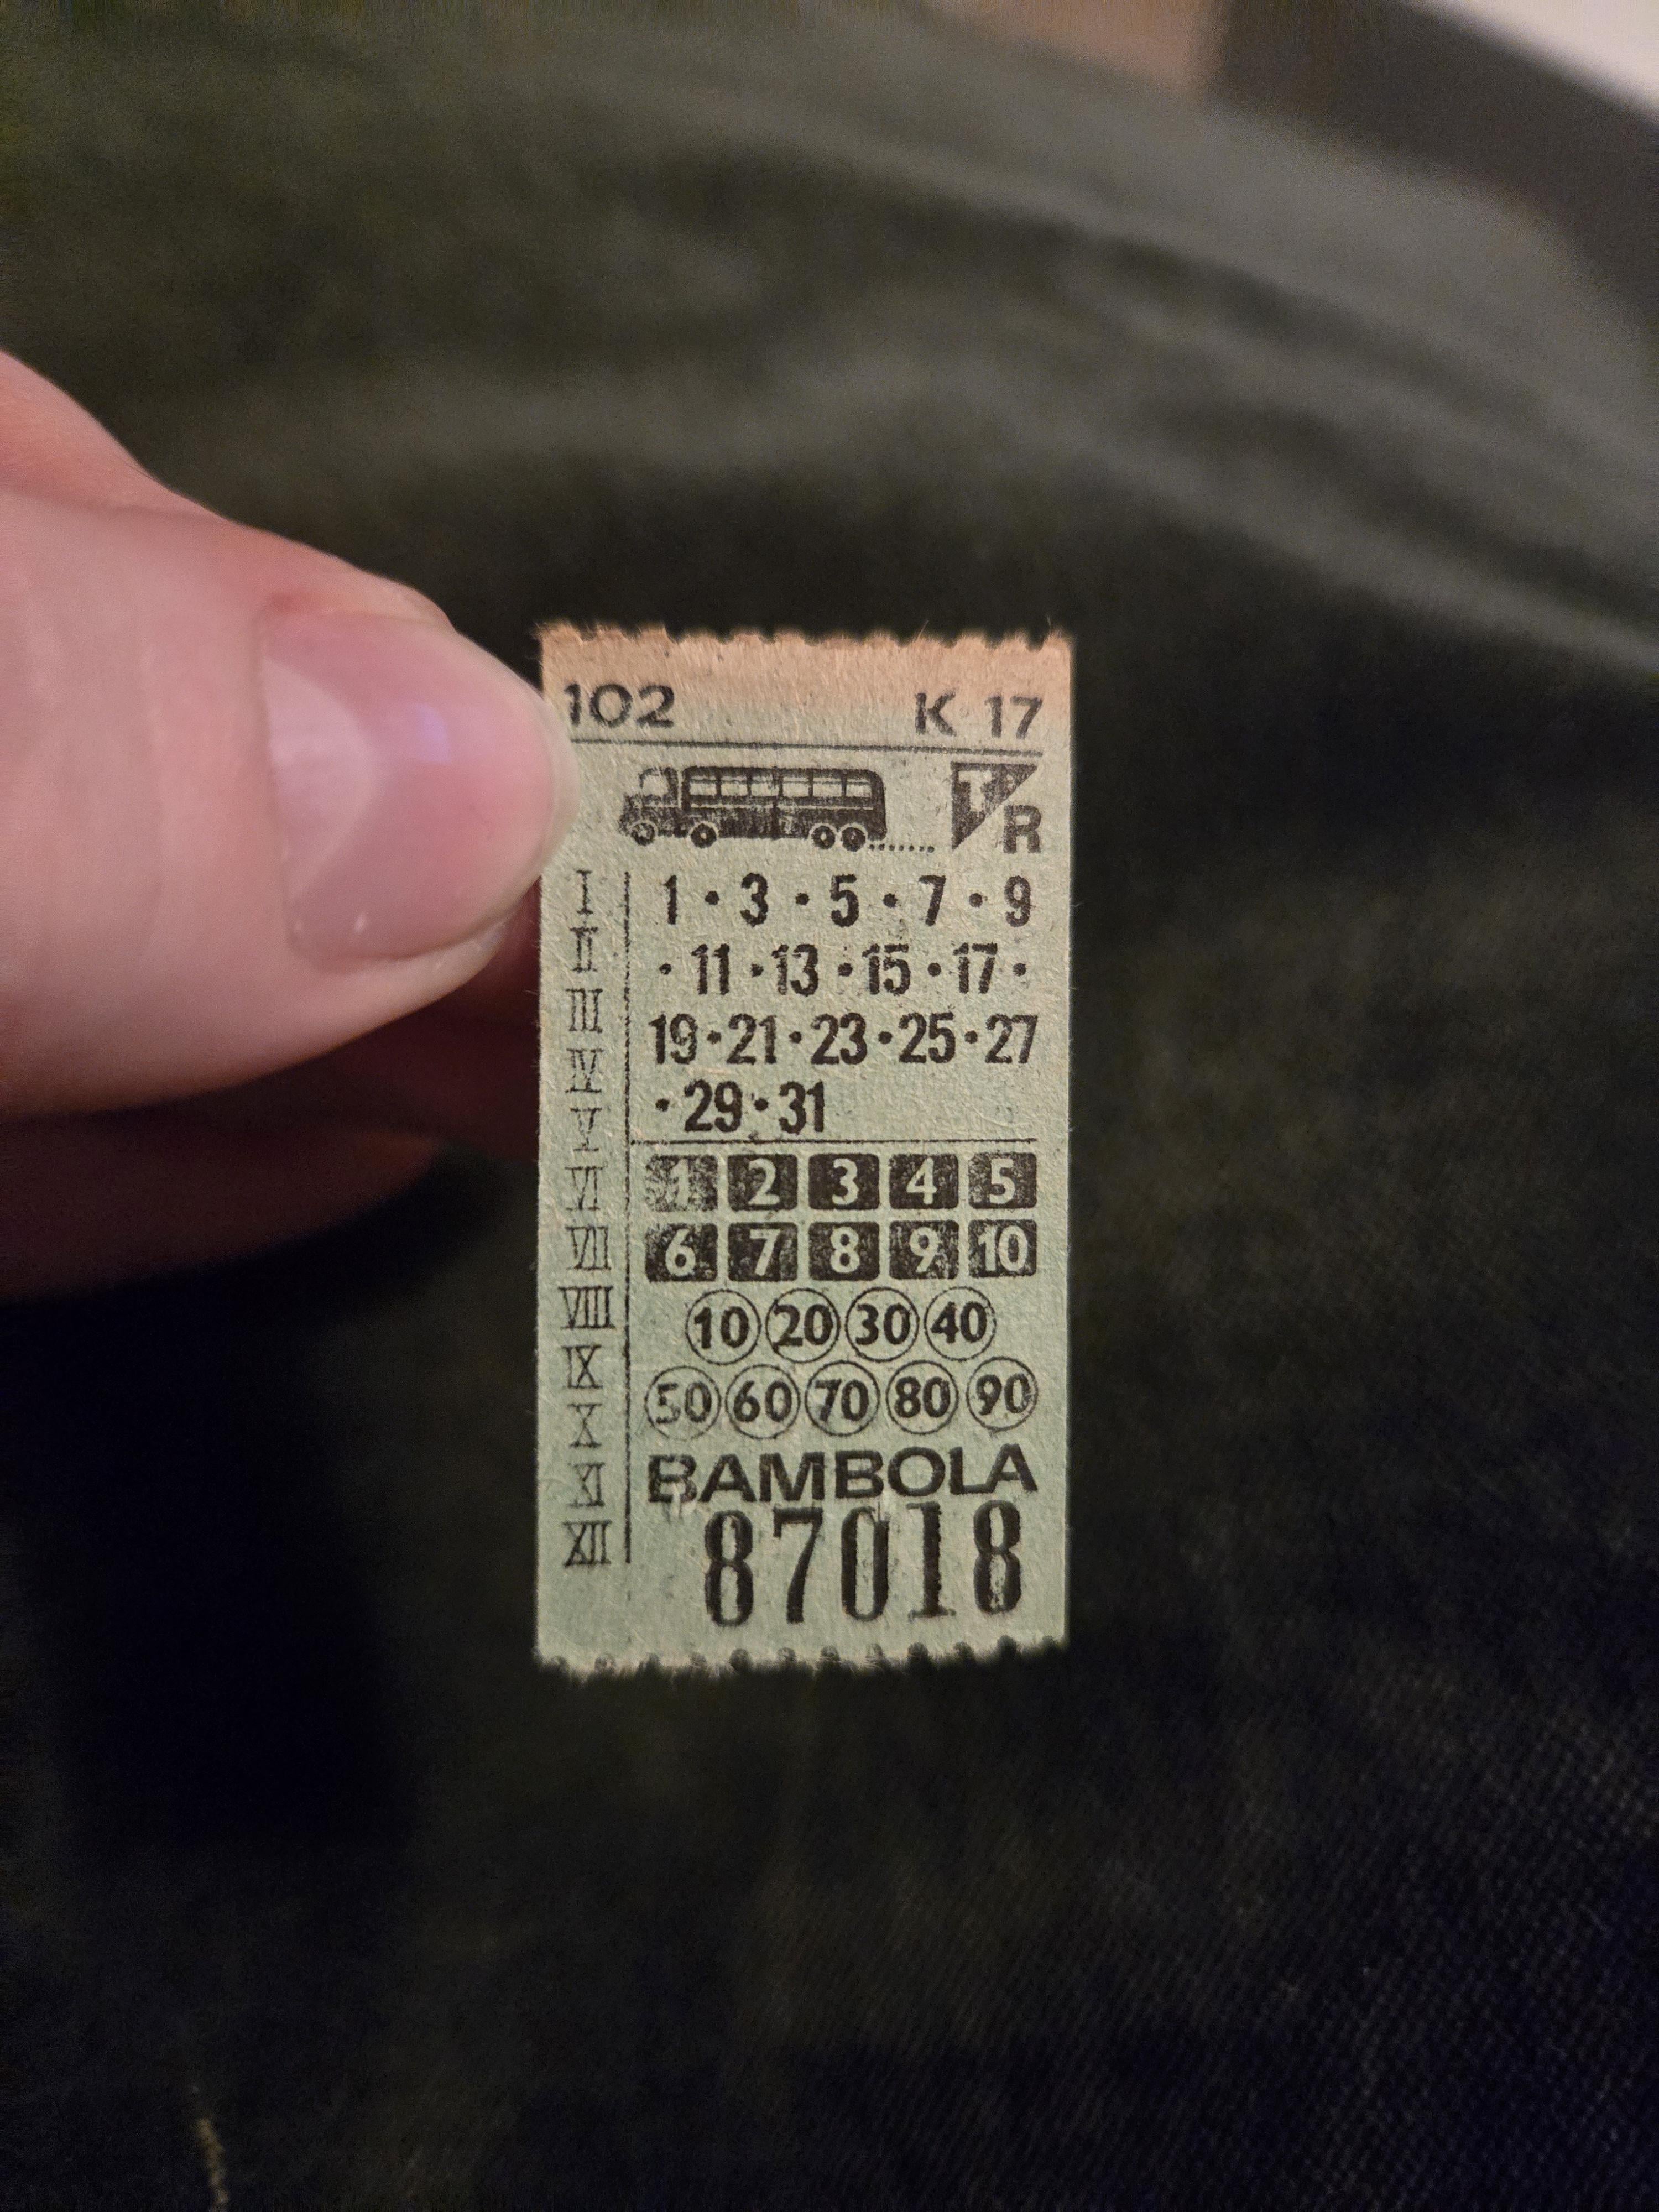 102 K 17
T/R
1 · 3 · 5 · 7 · 9
· 11 · 13 · 15 · 17 ·
19 · 21 · 23 · 25 · 27
· 29 · 31
I
II
III
IV
V
VI
VII
VIII
IX
X
XI
XII
1 2 3 4 5
6 7 8 9 10
10 20 30 40
50 60 70 80 90
BAMBOLA
87018